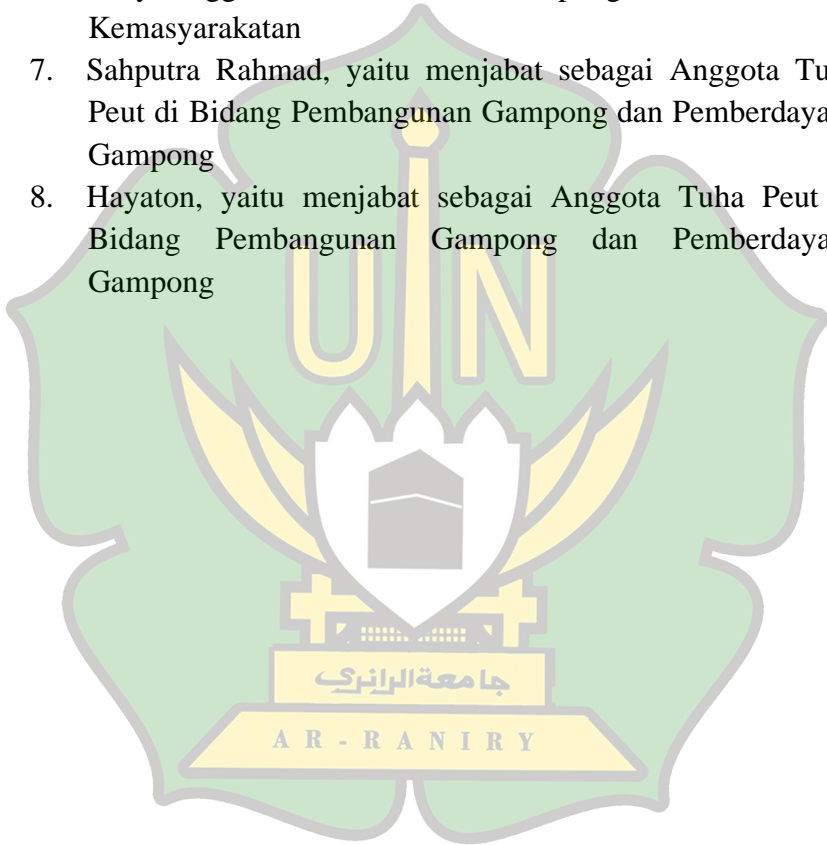 Kemasyarakatan
7. Sahputra Rahmad, yaitu menjabat sebagai Anggota Tu
Peut di Bidang Pembangunan Gampong dan Pemberdaya
Gampong
8. Hayaton, yaitu menjabat sebagai Anggota Tuha Peut
Bidang Pembangunan Gampong dan Pemberdaya
Gampong
UIN
جامعة الرانري
AR-RANIRY